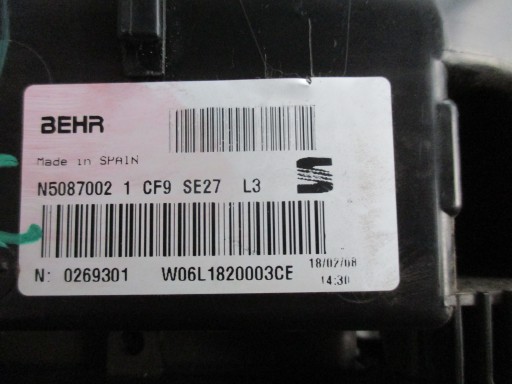 BEHR
Made in SPAIN
N5087002 1 CF9 SE27 L3
N: 0269301 W06L1820003CE
18/02/08
14:30